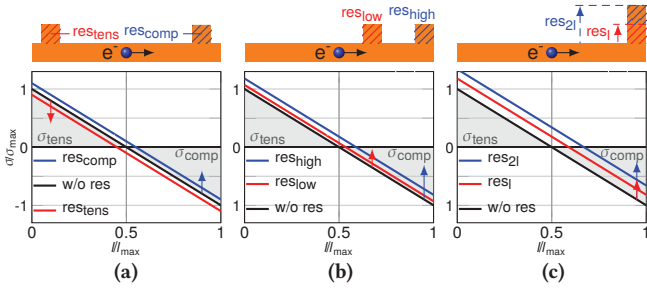 res_tens res_comp
e⁻
res_low res_high
e⁻
res_2l
res_l
e⁻
σ/σ_max
1
0
-1
σ_tens
σ_comp
res_comp
w/o res
res_tens
0 0.5 1
l/l_max
(a)
1
0
1
σ_tens
σ_comp
res_high
res_low
w/o res
0 0.5 1
l/l_max
(b)
1
0
1
σ_tens
σ_comp
res_2l
res_l
w/o res
0 0.5 1
l/l_max
(c)